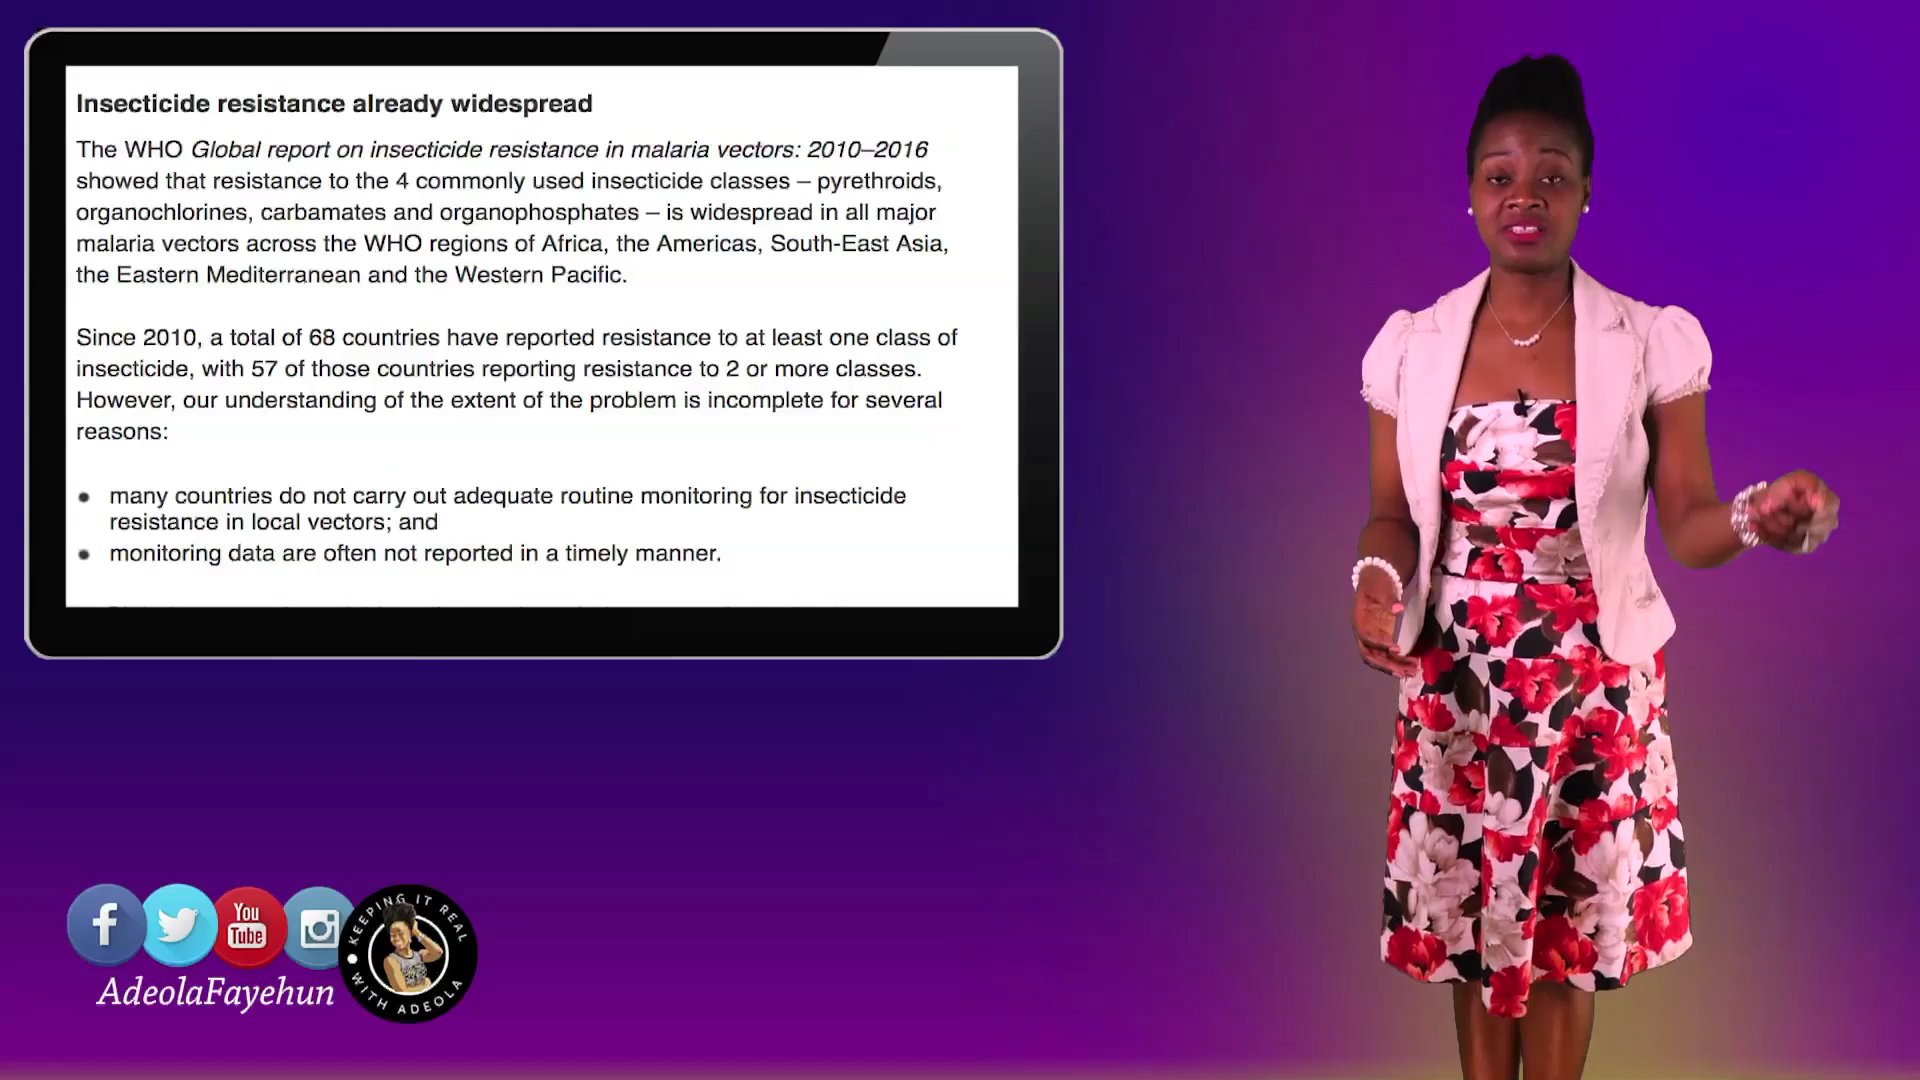 Insecticide resistance already widespread
The WHO Global report on insecticide resistance in malaria vectors: 2010–2016
showed that resistance to the 4 commonly used insecticide classes – pyrethroids,
organochlorines, carbamates and organophosphates – is widespread in all major
malaria vectors across the WHO regions of Africa, the Americas, South-East Asia,
the Eastern Mediterranean and the Western Pacific.
Since 2010, a total of 68 countries have reported resistance to at least one class of
insecticide, with 57 of those countries reporting resistance to 2 or more classes.
However, our understanding of the extent of the problem is incomplete for several
reasons:
• many countries do not carry out adequate routine monitoring for insecticide
resistance in local vectors; and
• monitoring data are often not reported in a timely manner.
f
You
Tube
KEEPING IT REAL
WITH ADEOLA
AdeolaFayehun